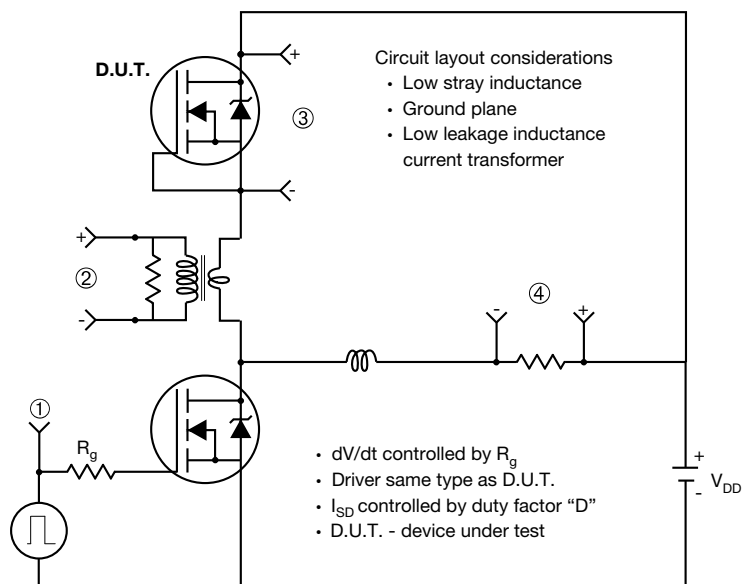 D.U.T.
+
Circuit layout considerations
• Low stray inductance
• Ground plane
• Low leakage inductance
current transformer
③
-
+
②
-
④
-
+
①
R_g
• dV/dt controlled by R_g
• Driver same type as D.U.T.
• I_SD controlled by duty factor “D”
• D.U.T. - device under test
+
V_DD
-